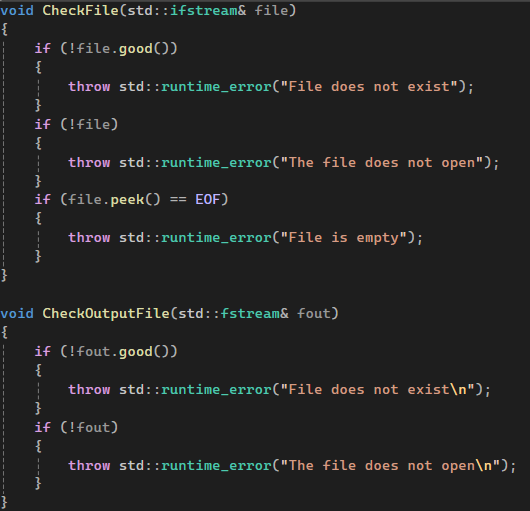 void CheckFile(std::ifstream& file)
{
    if (!file.good())
    {
        throw std::runtime_error("File does not exist");
    }
    if (!file)
    {
        throw std::runtime_error("The file does not open");
    }
    if (file.peek() == EOF)
    {
        throw std::runtime_error("File is empty");
    }
}

void CheckOutputFile(std::fstream& fout)
{
    if (!fout.good())
    {
        throw std::runtime_error("File does not exist\n");
    }
    if (!fout)
    {
        throw std::runtime_error("The file does not open\n");
    }
}